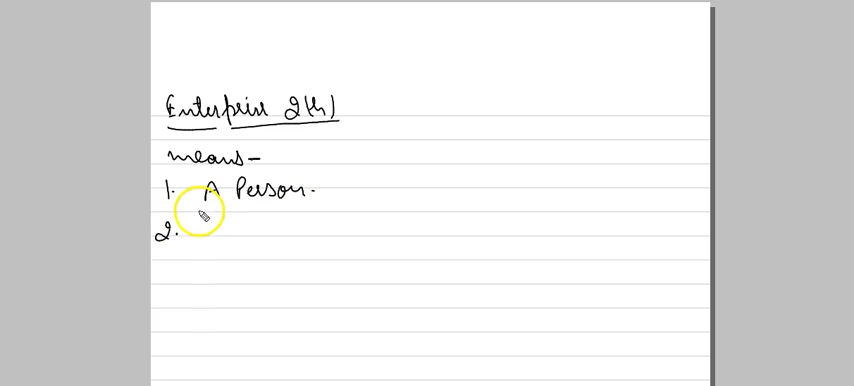 Enterprise 2(h)
means-
1. A Person.
2.